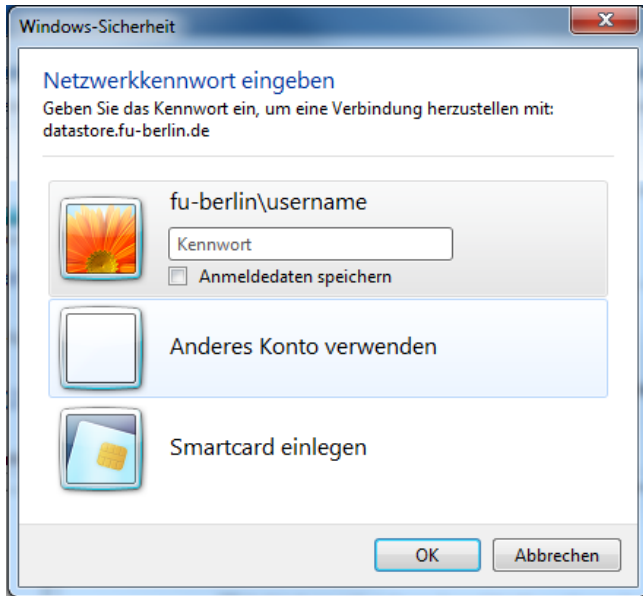 Windows-Sicherheit
Netzwerkkennwort eingeben
Geben Sie das Kennwort ein, um eine Verbindung herzustellen mit:
datastore.fu-berlin.de
fu-berlin\username
Kennwort
Anmeldedaten speichern
Anderes Konto verwenden
Smartcard einlegen
OK
Abbrechen